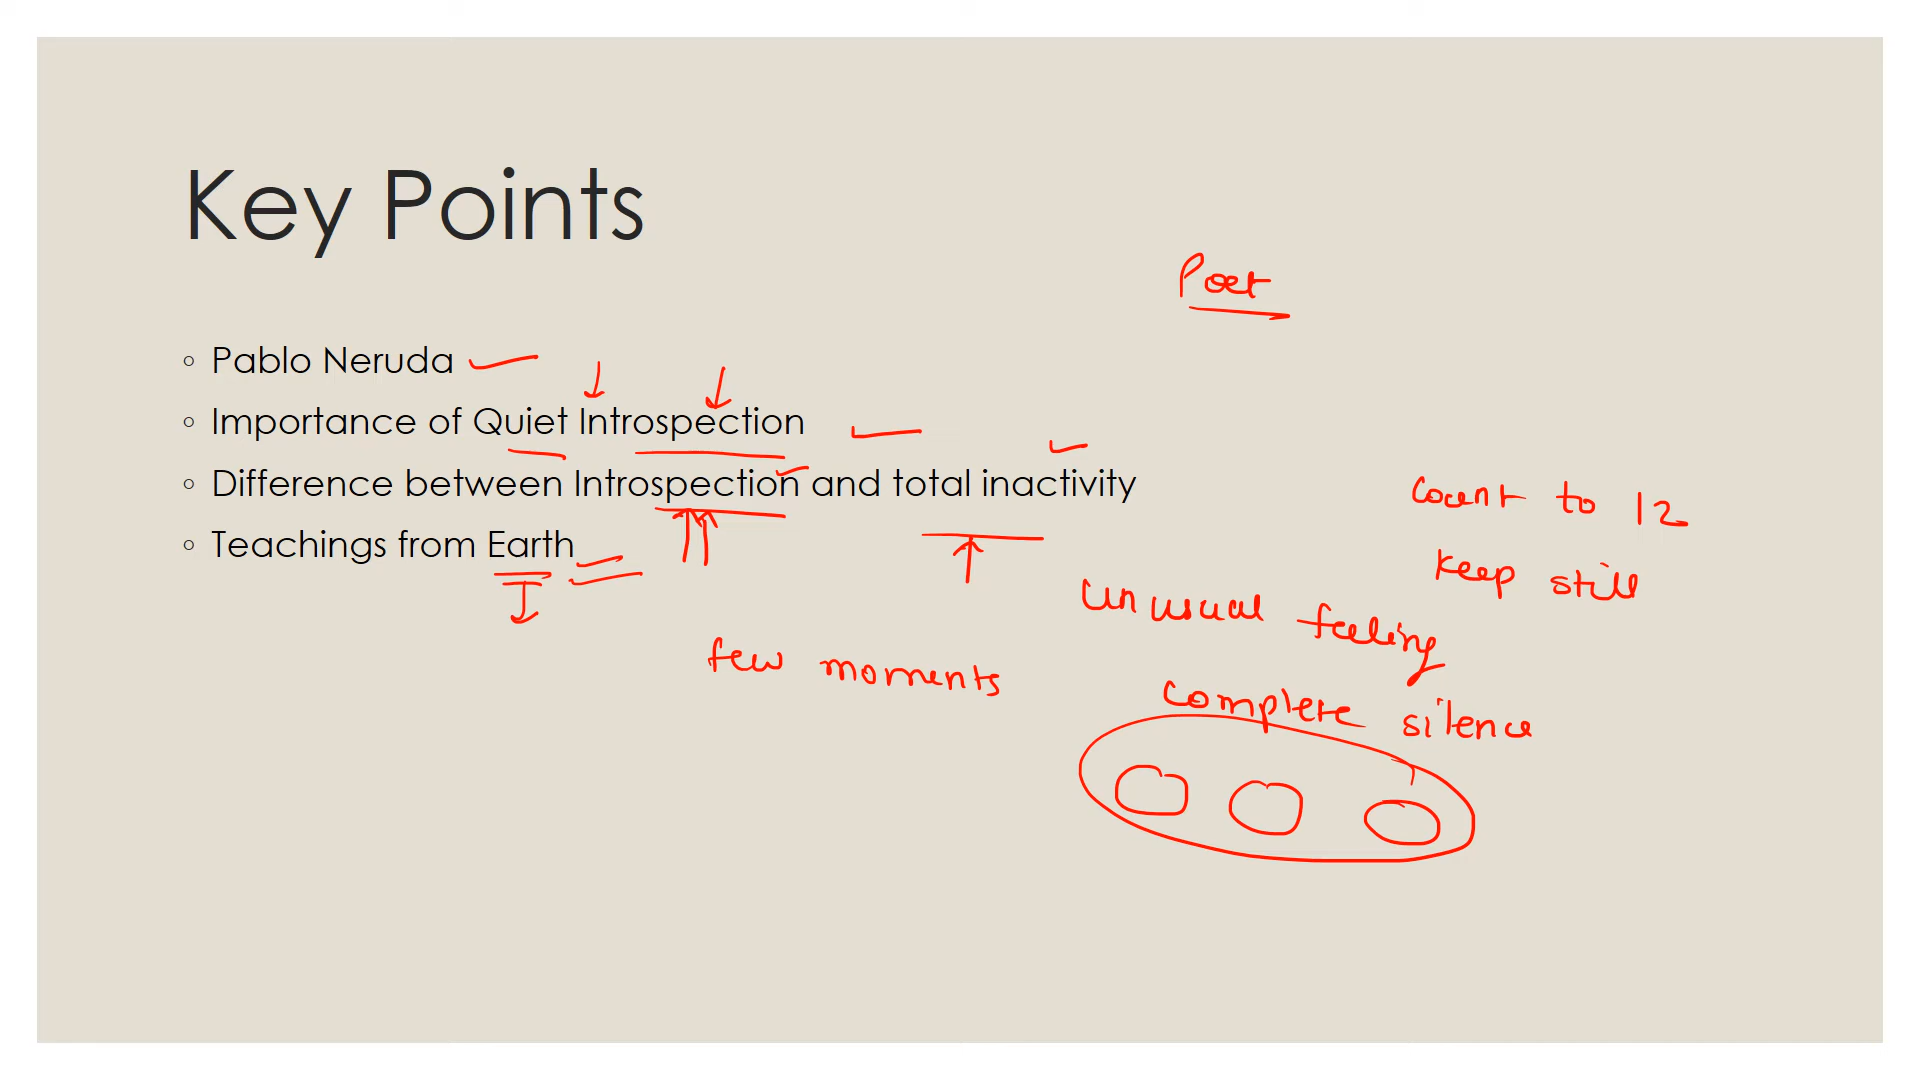 Key Points
Poet
Pablo Neruda
Importance of Quiet Introspection
Difference between Introspection and total inactivity
Teachings from Earth
count to 12
keep still
unusual feeling
few moments
complete silence